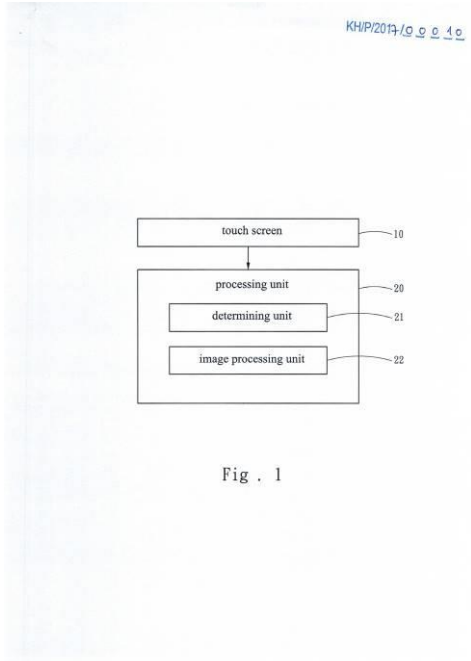 KH/P/2017/00010
touch screen
10
processing unit
20
determining unit
21
image processing unit
22
Fig . 1